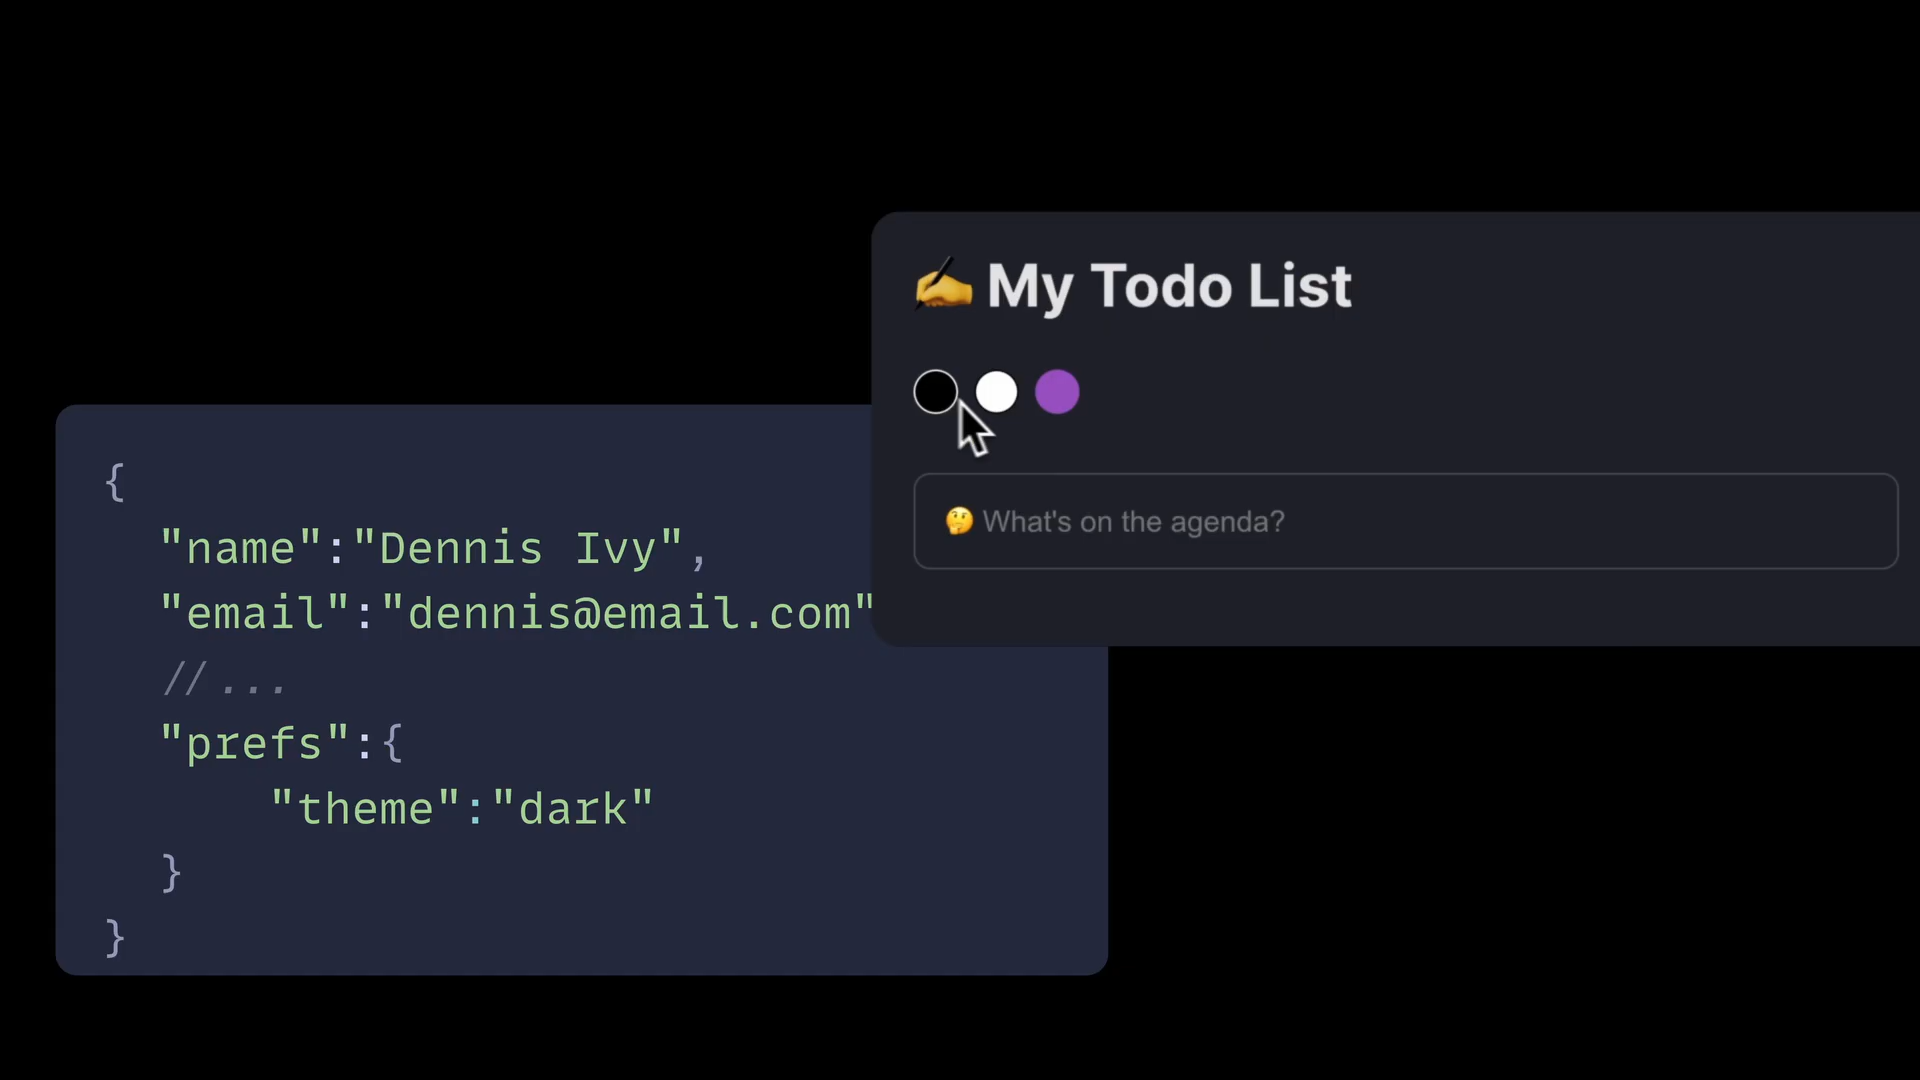 ✍️ My Todo List
🤔 What's on the agenda?
{
"name":"Dennis Ivy",
"email":"dennis@email.com"
//...
"prefs":{
"theme":"dark"
}
}